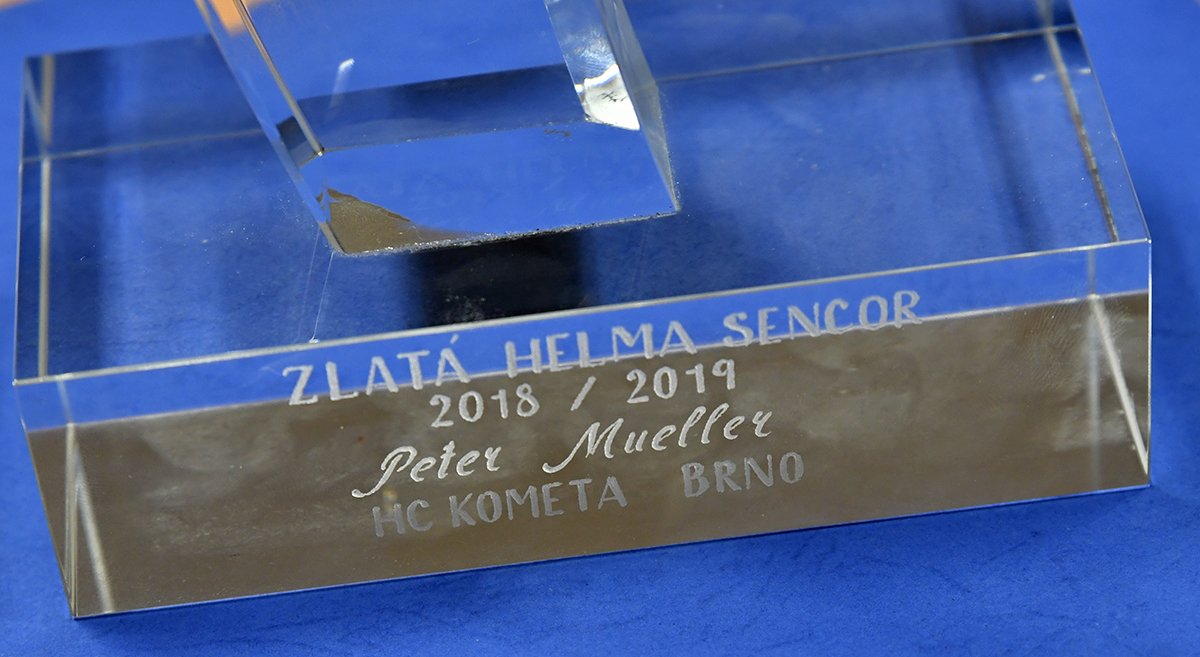 ZLATÁ HELMA SENCOR
2018 / 2019
Peter Mueller
HC KOMETA BRNO